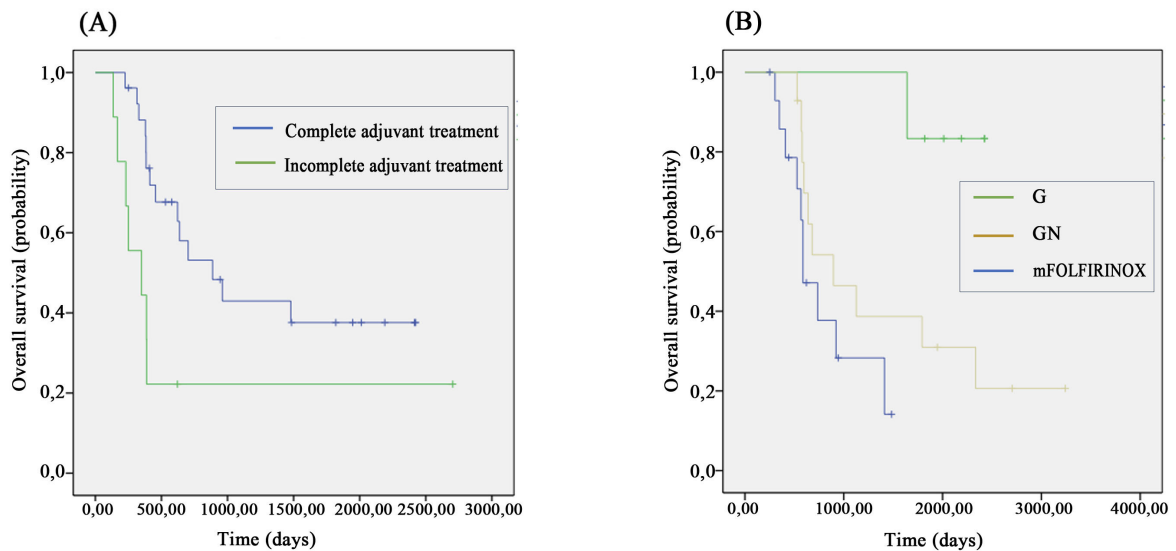 (A)
Overall survival (probability)
1,0
0,8
0,6
0,4
0,2
0,0
Complete adjuvant treatment
Incomplete adjuvant treatment
0,00 500,00 1000,00 1500,00 2000,00 2500,00 3000,00
Time (days)
(B)
Overall survival (probability)
1,0
0,8
0,6
0,4
0,2
0,0
G
GN
mFOLFIRINOX
0,00 1000,00 2000,00 3000,00 4000,00
Time (days)